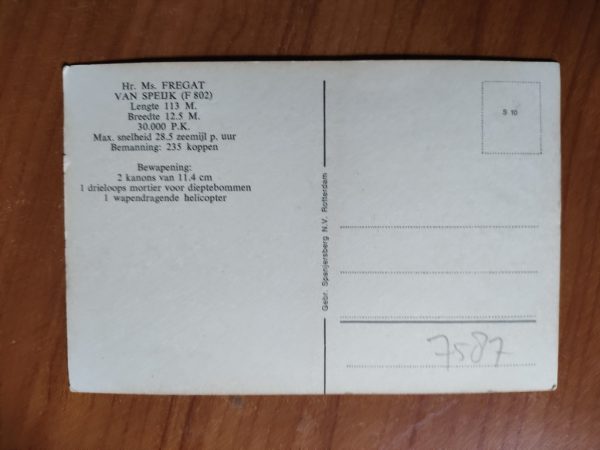 Hr. Ms. FREGAT
VAN SPEIJK (F 802)
Lengte 113 M.
Breedte 12.5 M.
30.000 P.K.
Max. snelheid 28.5 zeemijl p. uur
Bemanning: 235 koppen
Bewapening:
2 kanons van 11.4 cm
1 drieloops mortier voor dieptebommen
1 wapendragende helicopter
Gebr. Spanjersberg N.V. Rotterdam
S 10
7587